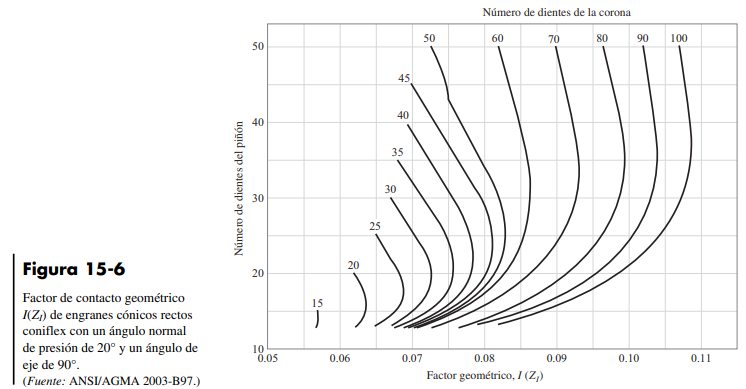 Número de dientes de la corona
50
60
70
80
90
100
50
45
40
40
35
30
30
25
20
20
15
10
0.05
0.06
0.07
0.08
0.09
0.10
0.11
Número de dientes del piñón
Factor geométrico, I (Z_I)
Figura 15-6
Factor de contacto geométrico
I(Z_I) de engranes cónicos rectos
coniflex con un ángulo normal
de presión de 20° y un ángulo de
eje de 90°.
(Fuente: ANSI/AGMA 2003-B97.)